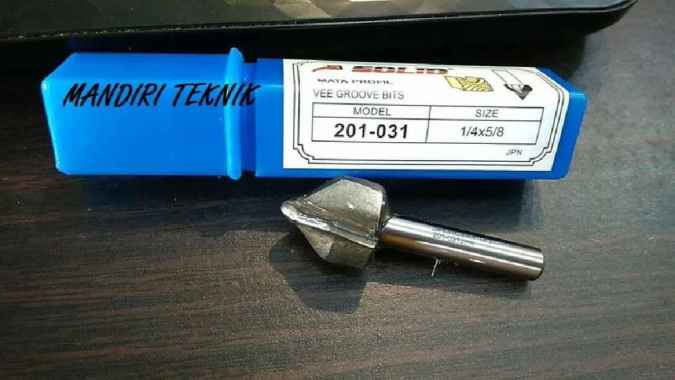 MANDIRI TEKNIK
SOLID
MATA PROFIL
VEE GROOVE BITS
MODEL
SIZE
201-031
1/4x5/8
JPN